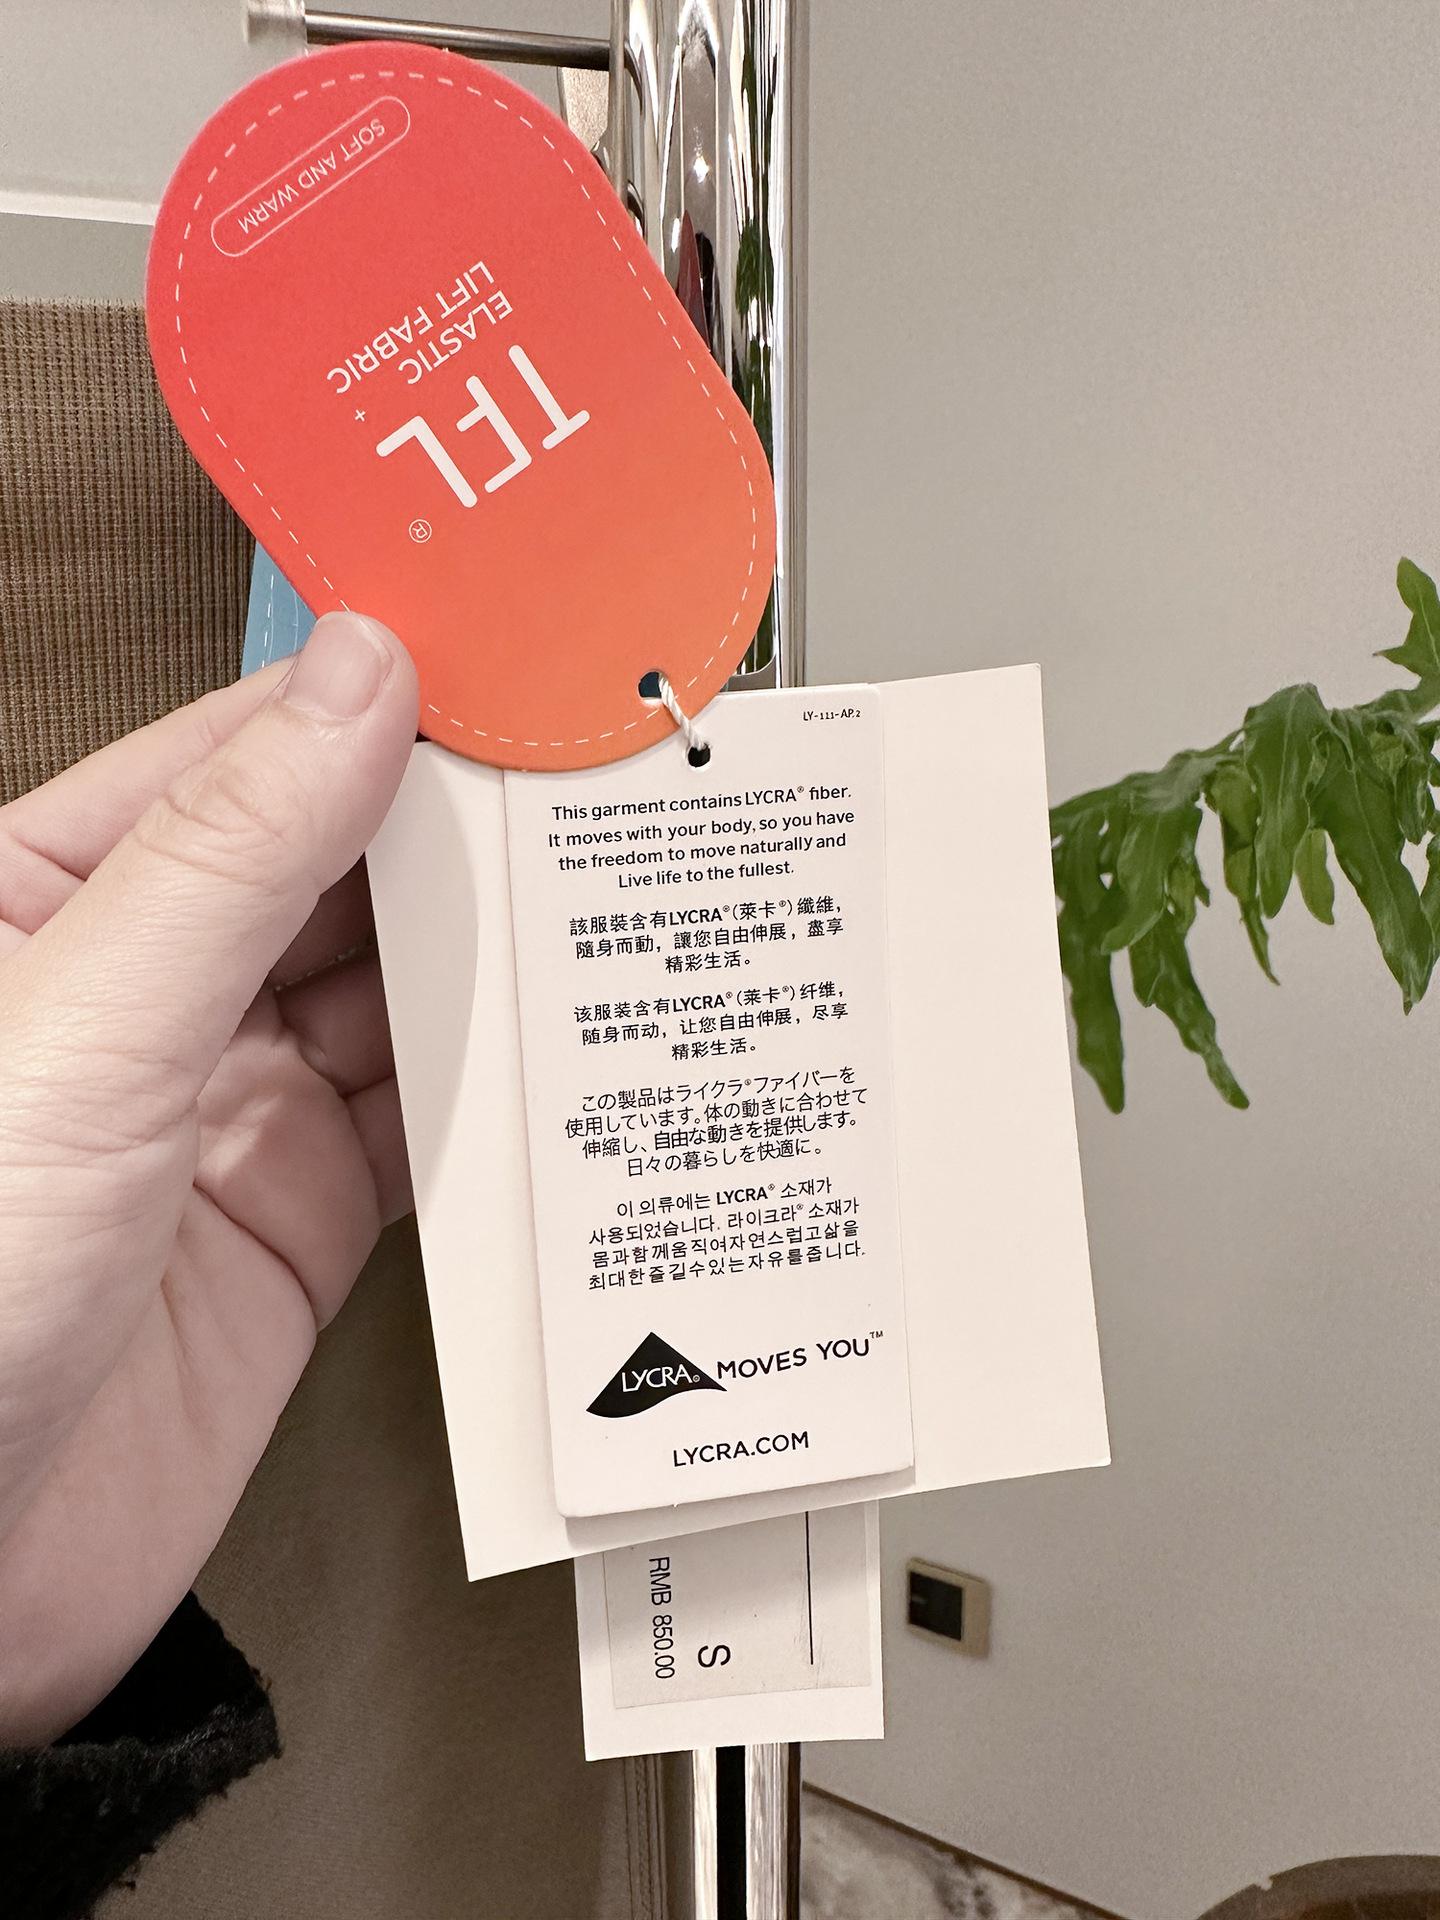 SOFT AND WARM
ELASTIC
LIFT FABRIC
TFL+®
LY-111-AP.2
This garment contains LYCRA® fiber.
It moves with your body, so you have
the freedom to move naturally and
Live life to the fullest.
該服裝含有LYCRA®(萊卡®)纖維，
隨身而動，讓您自由伸展，盡享
精彩生活。
该服装含有LYCRA®(莱卡®)纤维，
随身而动，让您自由伸展，尽享
精彩生活。
この製品はライクラ®ファイバーを
使用しています。体の動きに合わせて
伸縮し、自由な動きを提供します。
日々の暮らしを快適に。
이 의류에는 LYCRA® 소재가
사용되었습니다. 라이크라® 소재가
몸과함께움직여자연스럽고삶을
최대한즐길수있는자유를줍니다.
LYCRA® MOVES YOU™
LYCRA.COM
RMB 850.00
S